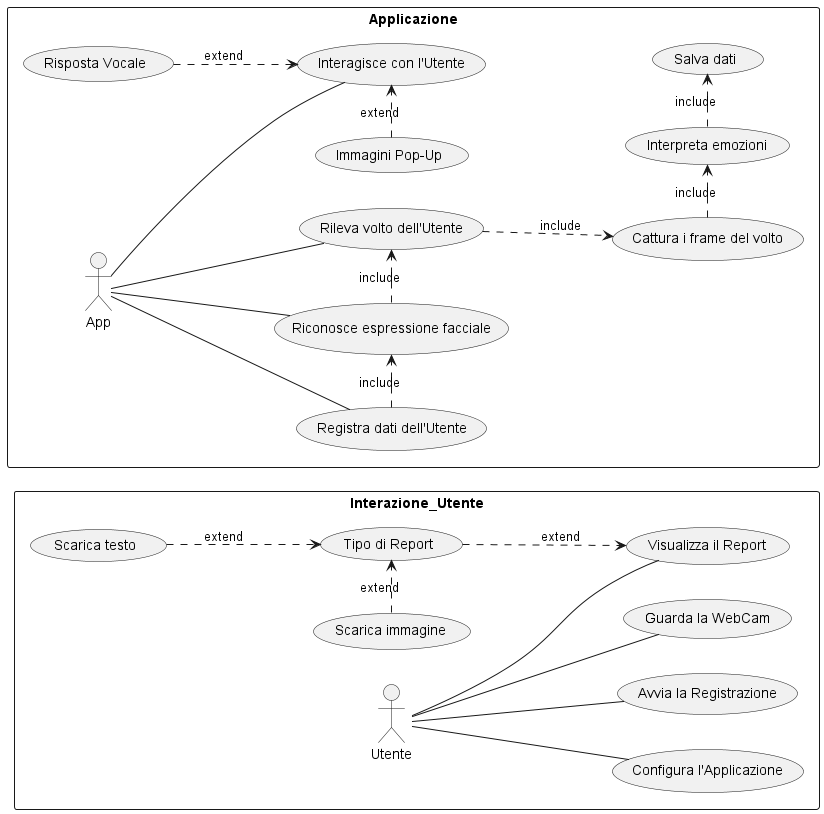 Applicazione
Risposta Vocale
extend
Interagisce con l'Utente
Salva dati
include
extend
Interpreta emozioni
Immagini Pop-Up
include
Rileva volto dell'Utente
include
Cattura i frame del volto
include
App
Riconosce espressione facciale
include
Registra dati dell'Utente
Interazione_Utente
Scarica testo
extend
Tipo di Report
extend
Visualizza il Report
extend
Scarica immagine
Guarda la WebCam
Avvia la Registrazione
Utente
Configura l'Applicazione